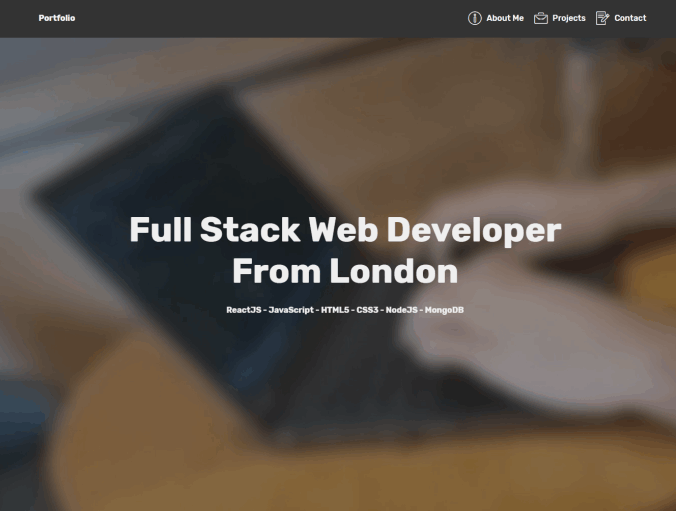 Portfolio
About Me
Projects
Contact
Full Stack Web Developer
From London
ReactJS - JavaScript - HTML5 - CSS3 - NodeJS - MongoDB